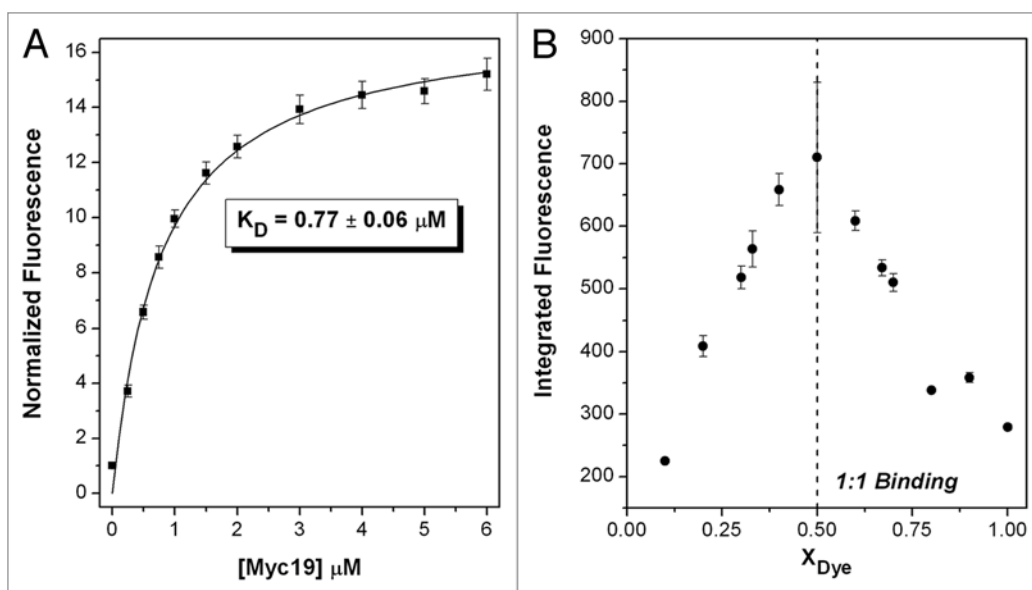 A
Normalized Fluorescence
16
14
12
10
8
6
4
2
0
K_D = 0.77 ± 0.06 μM
0 1 2 3 4 5 6
[Myc19] μM
B
Integrated Fluorescence
900
800
700
600
500
400
300
200
1:1 Binding
0.00 0.25 0.50 0.75 1.00
X_Dye